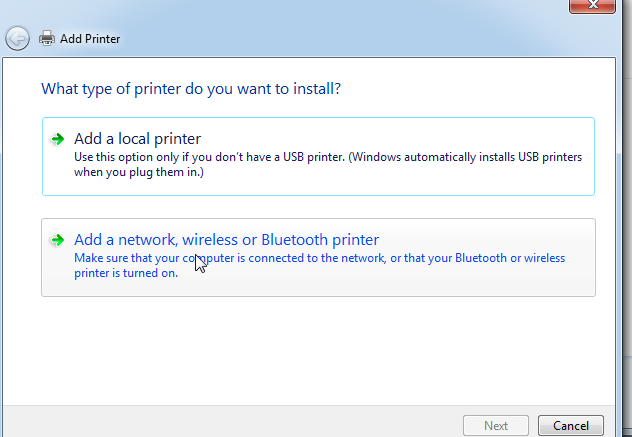 Add Printer
What type of printer do you want to install?
Add a local printer
Use this option only if you don't have a USB printer. (Windows automatically installs USB printers
when you plug them in.)
Add a network, wireless or Bluetooth printer
Make sure that your computer is connected to the network, or that your Bluetooth or wireless
printer is turned on.
Next
Cancel